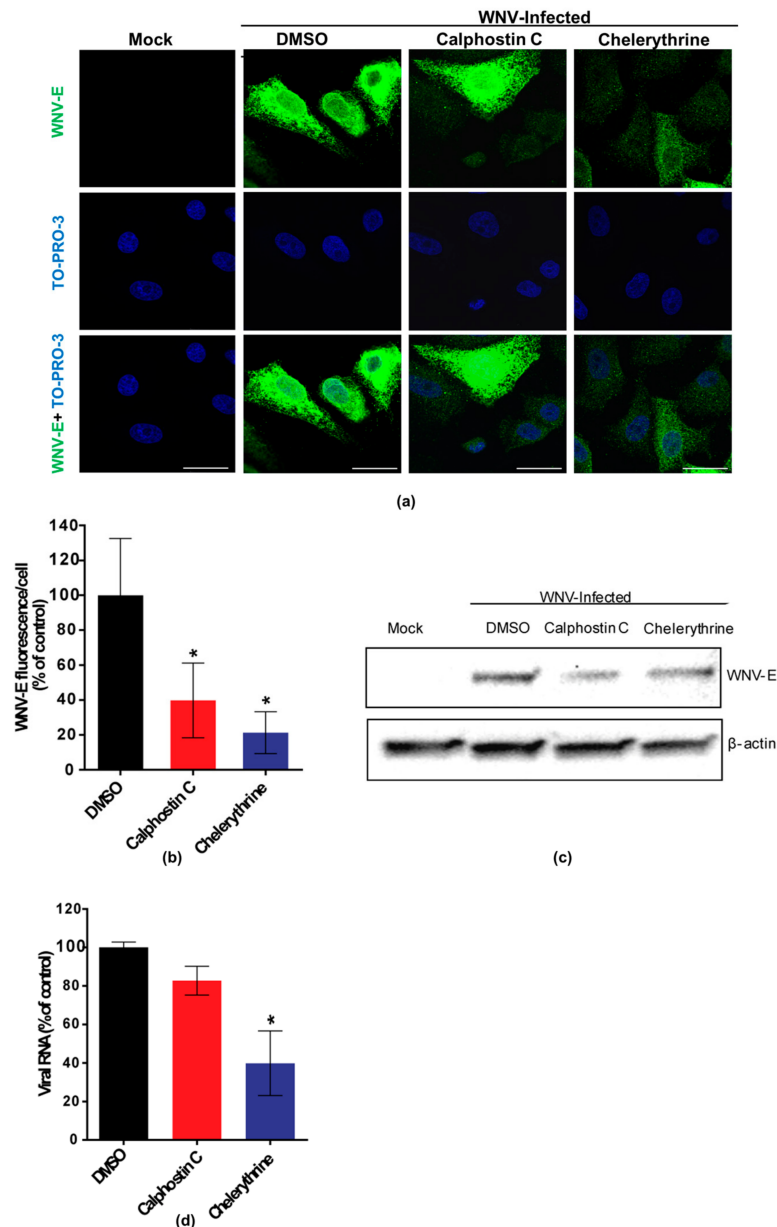 WNV-Infected
Mock DMSO Calphostin C Chelerythrine
WNV-E
TO-PRO-3
WNV-E+ TO-PRO-3
(a)
WNV-E fluorescence/cell
(% of control)
140
120
100
80
60
40
20
0
*
*
DMSO
Calphostin C
Chelerythrine
(b)
WNV-Infected
Mock DMSO Calphostin C Chelerythrine
WNV-E
β-actin
(c)
Viral RNA (% of control)
120
100
80
60
40
20
0
*
DMSO
Calphostin C
Chelerythrine
(d)